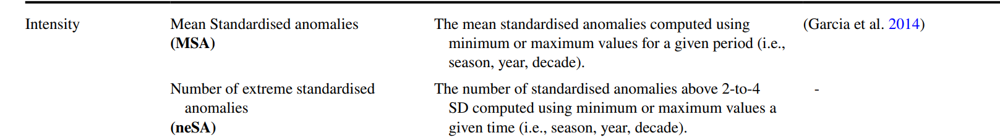 Intensity
Mean Standardised anomalies
(MSA)
The mean standardised anomalies computed using
minimum or maximum values for a given period (i.e.,
season, year, decade).
(Garcia et al. 2014)
Number of extreme standardised
anomalies
(neSA)
The number of standardised anomalies above 2-to-4
SD computed using minimum or maximum values a
given time (i.e., season, year, decade).
-